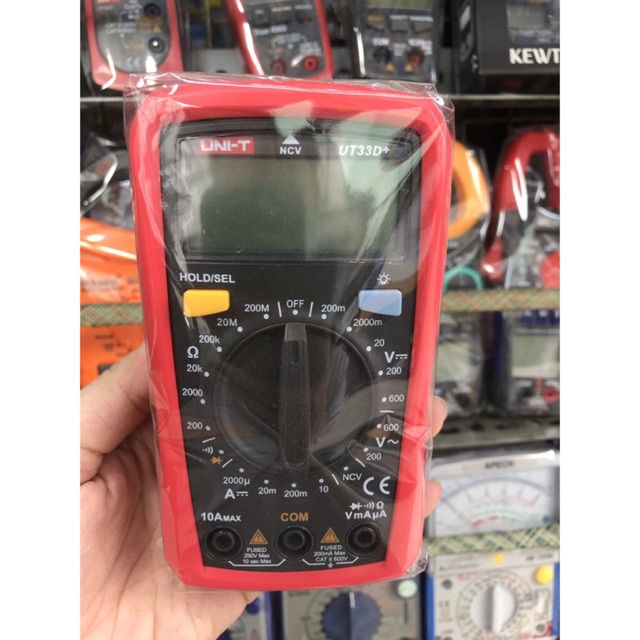 UNI-T
NCV
UT33D+
HOLD/SEL
200M
OFF
200m
20M
2000m
200k
20
Ω
V⎓
20k
200
2000
600
200
600
V~
200
2000µ
NCV
A⎓
20m
200m
10
CE
10AMAX
COM
Ω
VmAµA
FUSED
250V Max
10 sec Max
FUSED
200mA Max
CAT II 600V
COM
KEWT